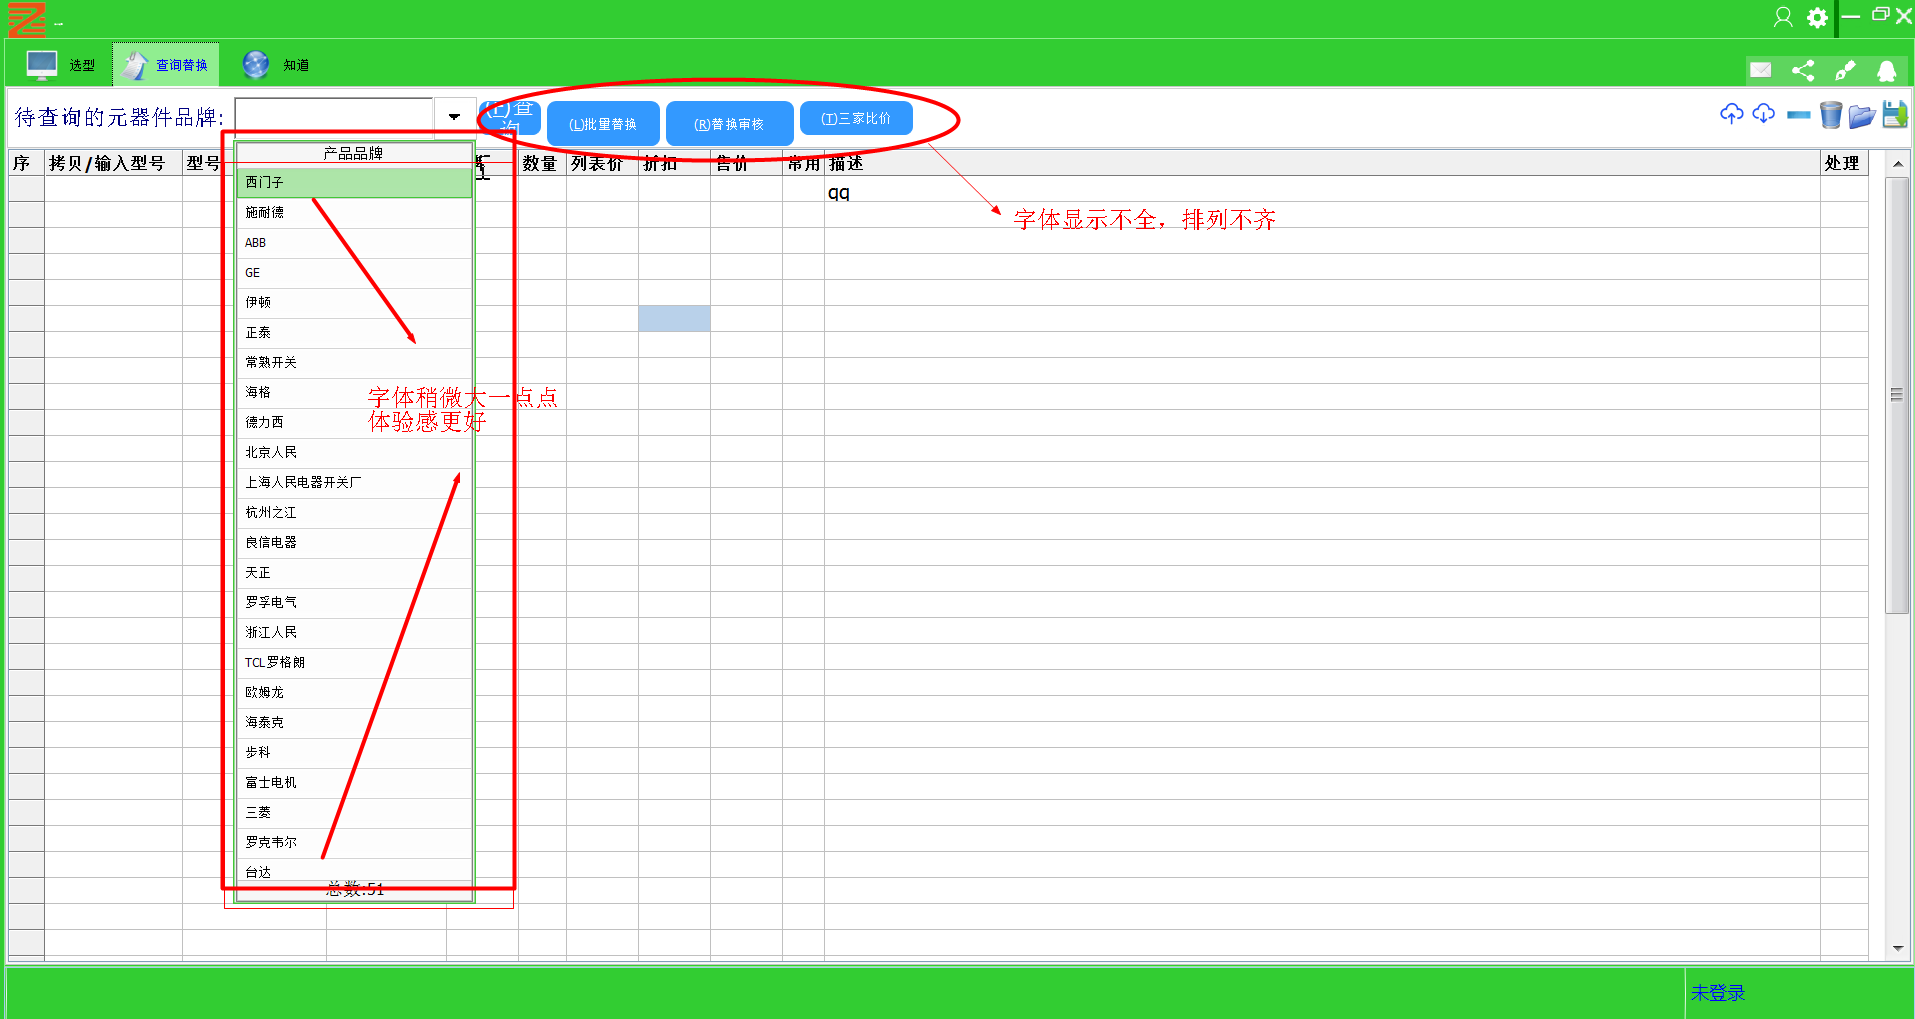 选型
查询替换
知道
待查询的元器件品牌:
查询
(L)批量替换
(R)替换审核
(T)三家比价
产品品牌
序
拷贝/输入型号
型号
数量
列表价
折扣
售价
常用
描述
处理
qq
字体显示不全，排列不齐
西门子
施耐德
ABB
GE
伊顿
正泰
常熟开关
海格
字体稍微大一点点
体验感更好
德力西
北京人民
上海人民电器开关厂
杭州之江
良信电器
天正
罗孚电气
浙江人民
TCL罗格朗
欧姆龙
海泰克
步科
富士电机
三菱
罗克韦尔
台达
总数:51
未登录